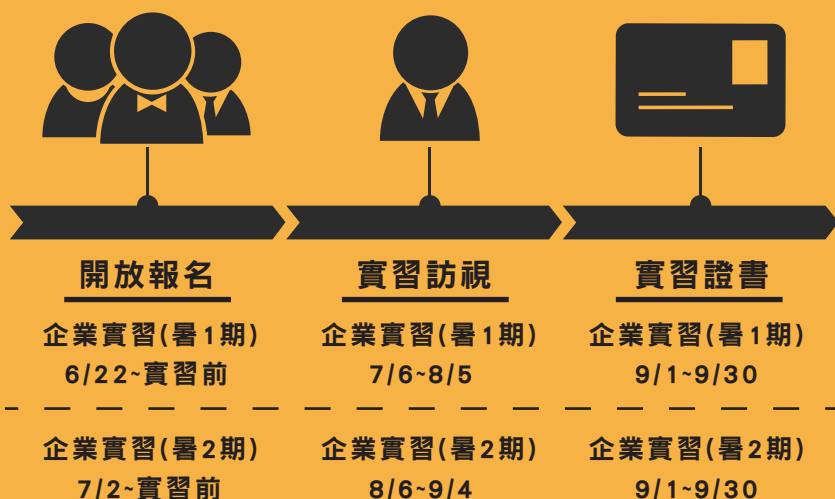 開放報名
實習訪視
實習證書
企業實習(暑1期)
6/22~實習前
企業實習(暑1期)
7/6~8/5
企業實習(暑1期)
9/1~9/30
企業實習(暑2期)
7/2~實習前
企業實習(暑2期)
8/6~9/4
企業實習(暑2期)
9/1~9/30